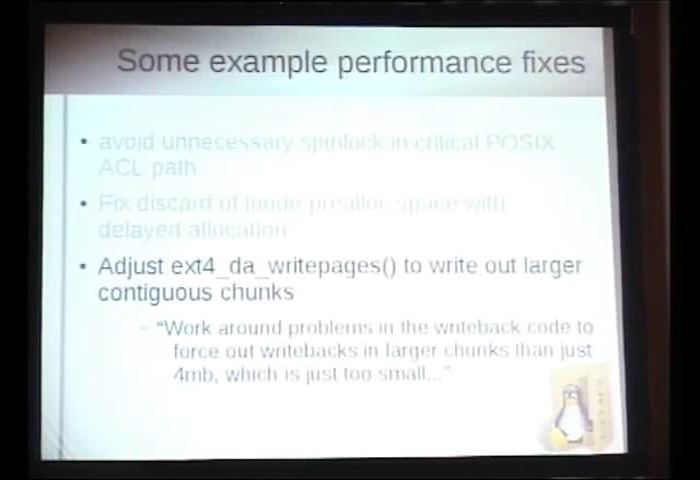 Some example performance fixes
• avoid unnecessary spinlock in critical POSIX
ACL path
• Fix discard of inode prealloc space with
delayed allocation
• Adjust ext4_da_writepages() to write out larger
contiguous chunks
– "Work around problems in the writeback code to
force out writebacks in larger chunks than just
4mb, which is just too small..."